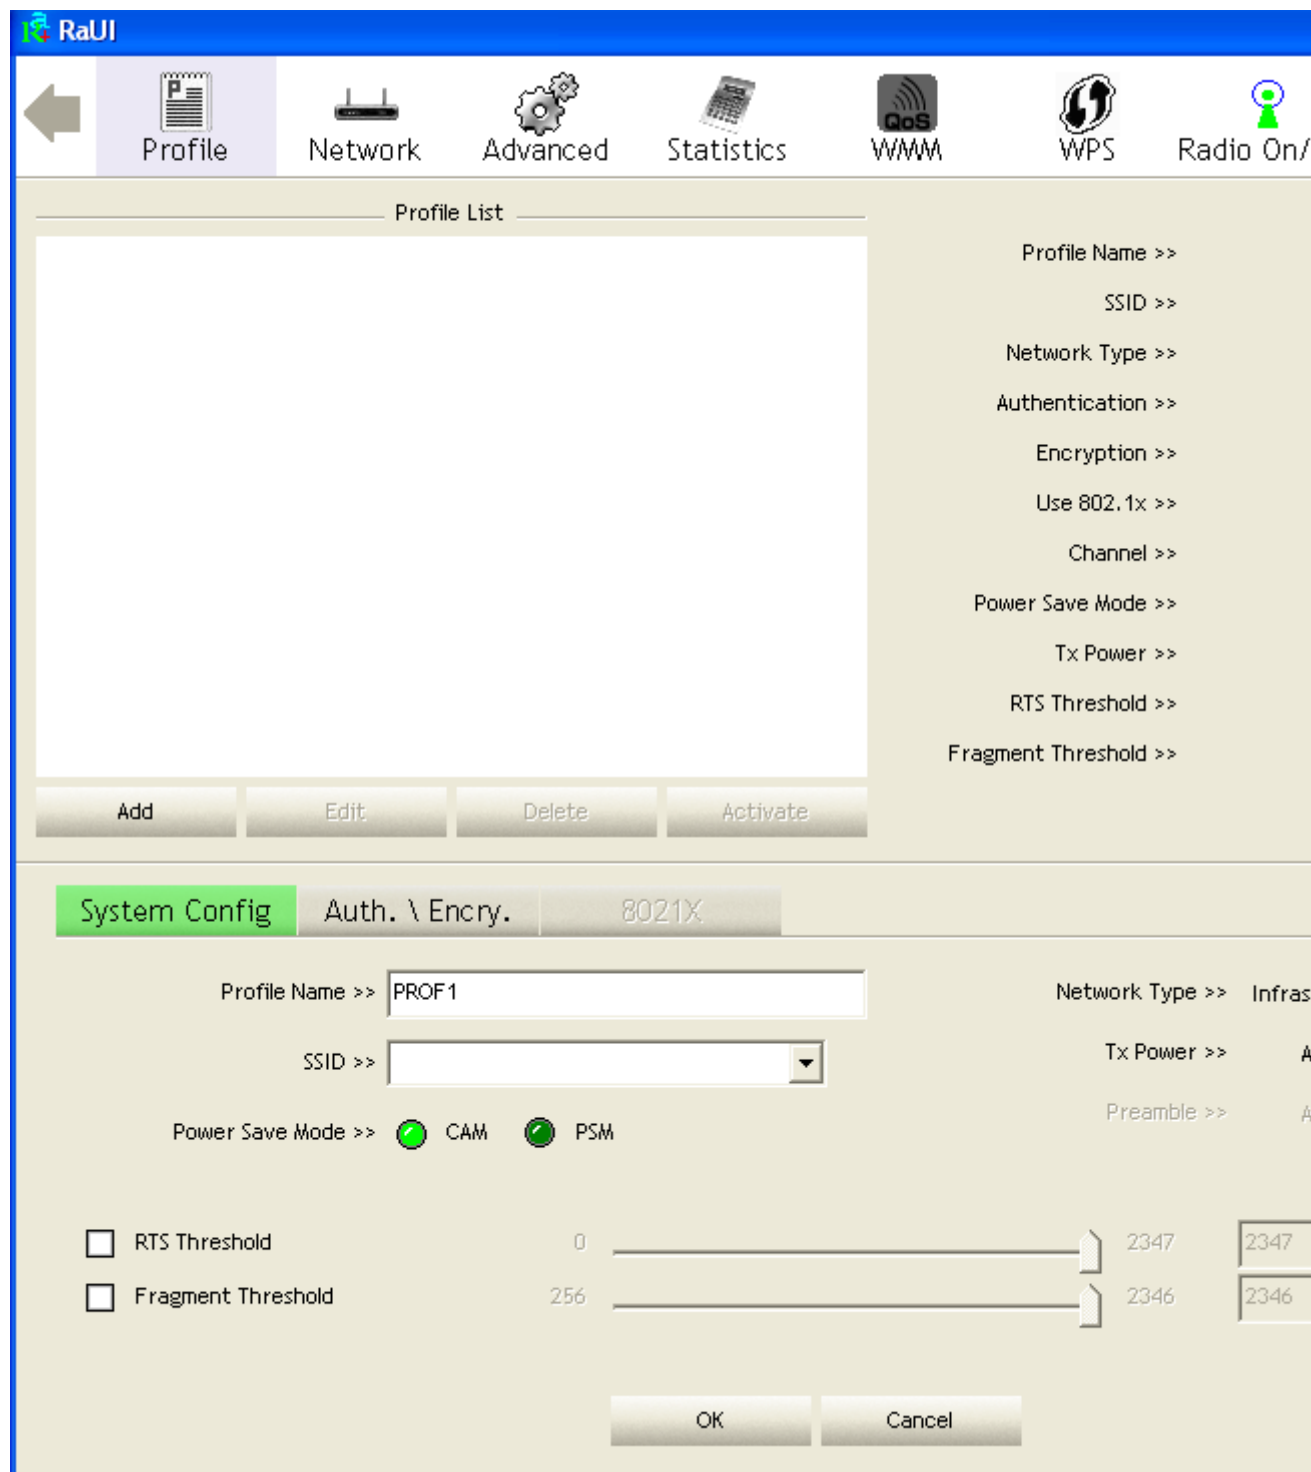 RaUI
Profile Network Advanced Statistics QoS WMM WPS Radio On/
Profile List
Profile Name >>
SSID >>
Network Type >>
Authentication >>
Encryption >>
Use 802.1x >>
Channel >>
Power Save Mode >>
Tx Power >>
RTS Threshold >>
Fragment Threshold >>
Add Edit Delete Activate
System Config Auth. \ Encry. 8021X
Profile Name >> PROF1 Network Type >> Infras
SSID >> Tx Power >> A
Power Save Mode >> CAM PSM Preamble >> A
RTS Threshold 0 2347 2347
Fragment Threshold 256 2346 2346
OK Cancel